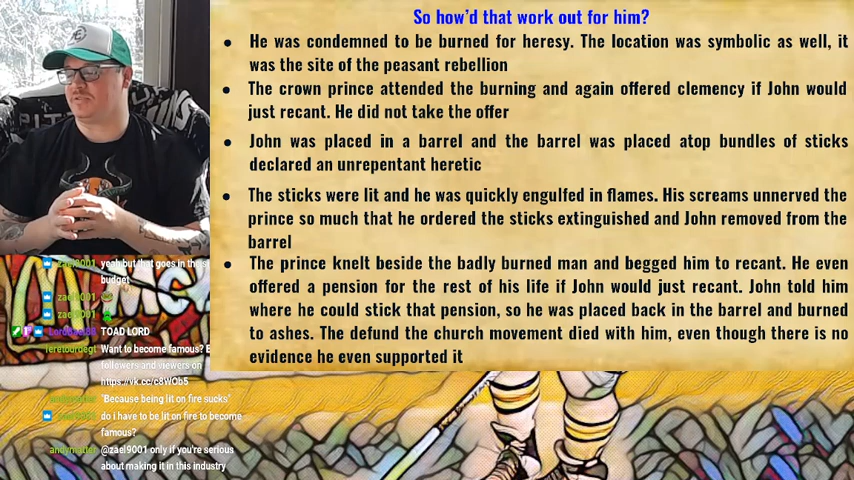 So how'd that work out for him?
● He was condemned to be burned for heresy. The location was symbolic as well, it
was the site of the peasant rebellion
● The crown prince attended the burning and again offered clemency if John would
just recant. He did not take the offer
● John was placed in a barrel and the barrel was placed atop bundles of sticks
declared an unrepentant heretic
● The sticks were lit and he was quickly engulfed in flames. His screams unnerved the
prince so much that he ordered the sticks extinguished and John removed from the
barrel
● The prince knelt beside the badly burned man and begged him to recant. He even
offered a pension for the rest of his life if John would just recant. John told him
where he could stick that pension, so he was placed back in the barrel and burned
to ashes. The defund the church movement died with him, even though there is no
evidence he even supported it
zael9001 yeah but that goes in the
budget
zael9001
zael9001
TOAD LORD
Want to become famous? B
followers and viewers on
https://vk.cc/c8WOb5
"Because being lit on fire sucks"
zael9001 do i have to be lit on fire to become
famous?
@zael9001 only if you're serious
about making it in this industry